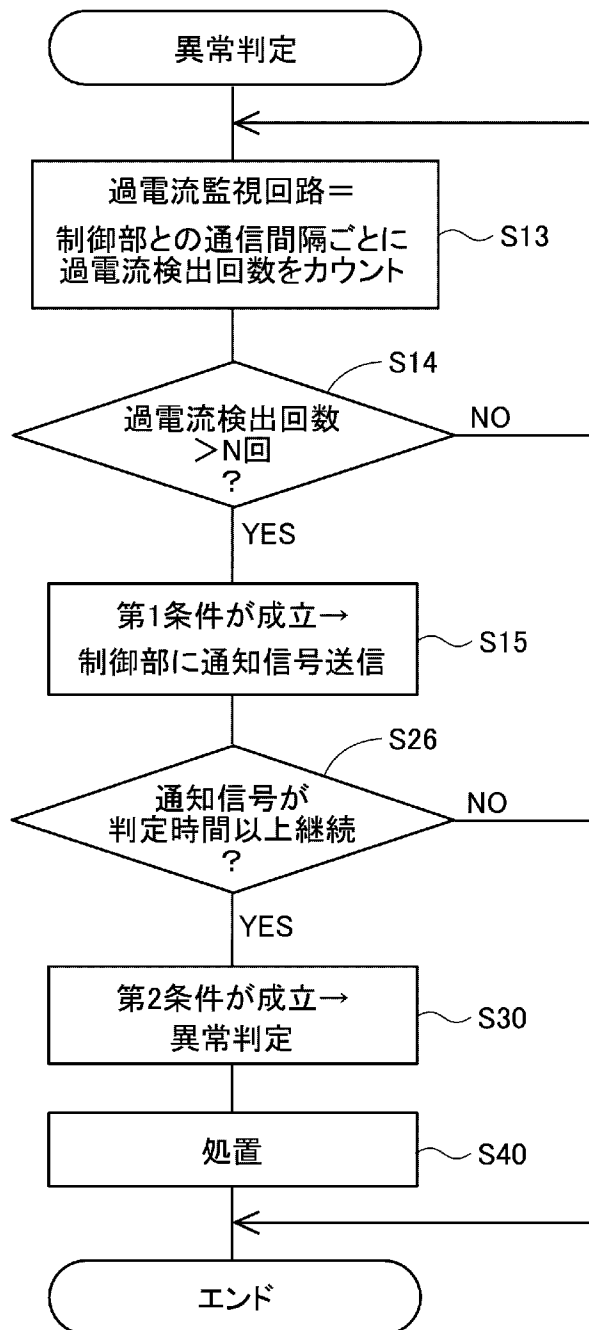 異常判定
過電流監視回路=
制御部との通信間隔ごとに
過電流検出回数をカウント
S13
S14
過電流検出回数
>N回
?
NO
YES
第1条件が成立→
制御部に通知信号送信
S15
S26
通知信号が
判定時間以上継続
?
NO
YES
第2条件が成立→
異常判定
S30
処置
S40
エンド